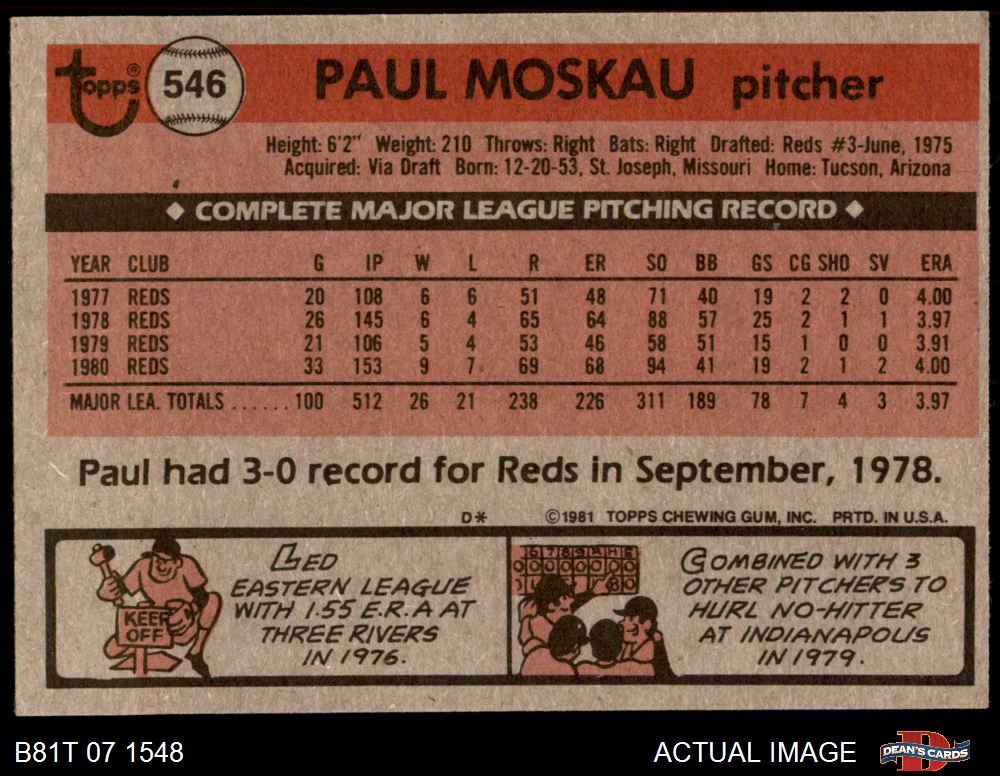 Topps® 546 PAUL MOSKAU pitcher
Height: 6'2" Weight: 210 Throws: Right Bats: Right Drafted: Reds #3-June, 1975
Acquired: Via Draft Born: 12-20-53, St. Joseph, Missouri Home: Tucson, Arizona
◆ COMPLETE MAJOR LEAGUE PITCHING RECORD ◆
YEAR CLUB G IP W L R ER SO BB GS CG SHO SV ERA
1977 REDS 20 108 6 6 51 48 71 40 19 2 2 0 4.00
1978 REDS 26 145 6 4 65 64 88 57 25 2 1 1 3.97
1979 REDS 21 106 5 4 53 46 58 51 15 1 0 0 3.91
1980 REDS 33 153 9 7 69 68 94 41 19 2 1 2 4.00
MAJOR LEA. TOTALS ...... 100 512 26 21 238 226 311 189 78 7 4 3 3.97
Paul had 3-0 record for Reds in September, 1978.
D* ©1981 TOPPS CHEWING GUM, INC. PRTD. IN U.S.A.
KEEP
OFF
LED
EASTERN LEAGUE
WITH 1.55 E.R.A AT
THREE RIVERS
IN 1976.
COMBINED WITH 3
OTHER PITCHERS TO
HURL NO-HITTER
AT INDIANAPOLIS
IN 1979.
B81T 07 1548 ACTUAL IMAGE DEAN'S CARDS